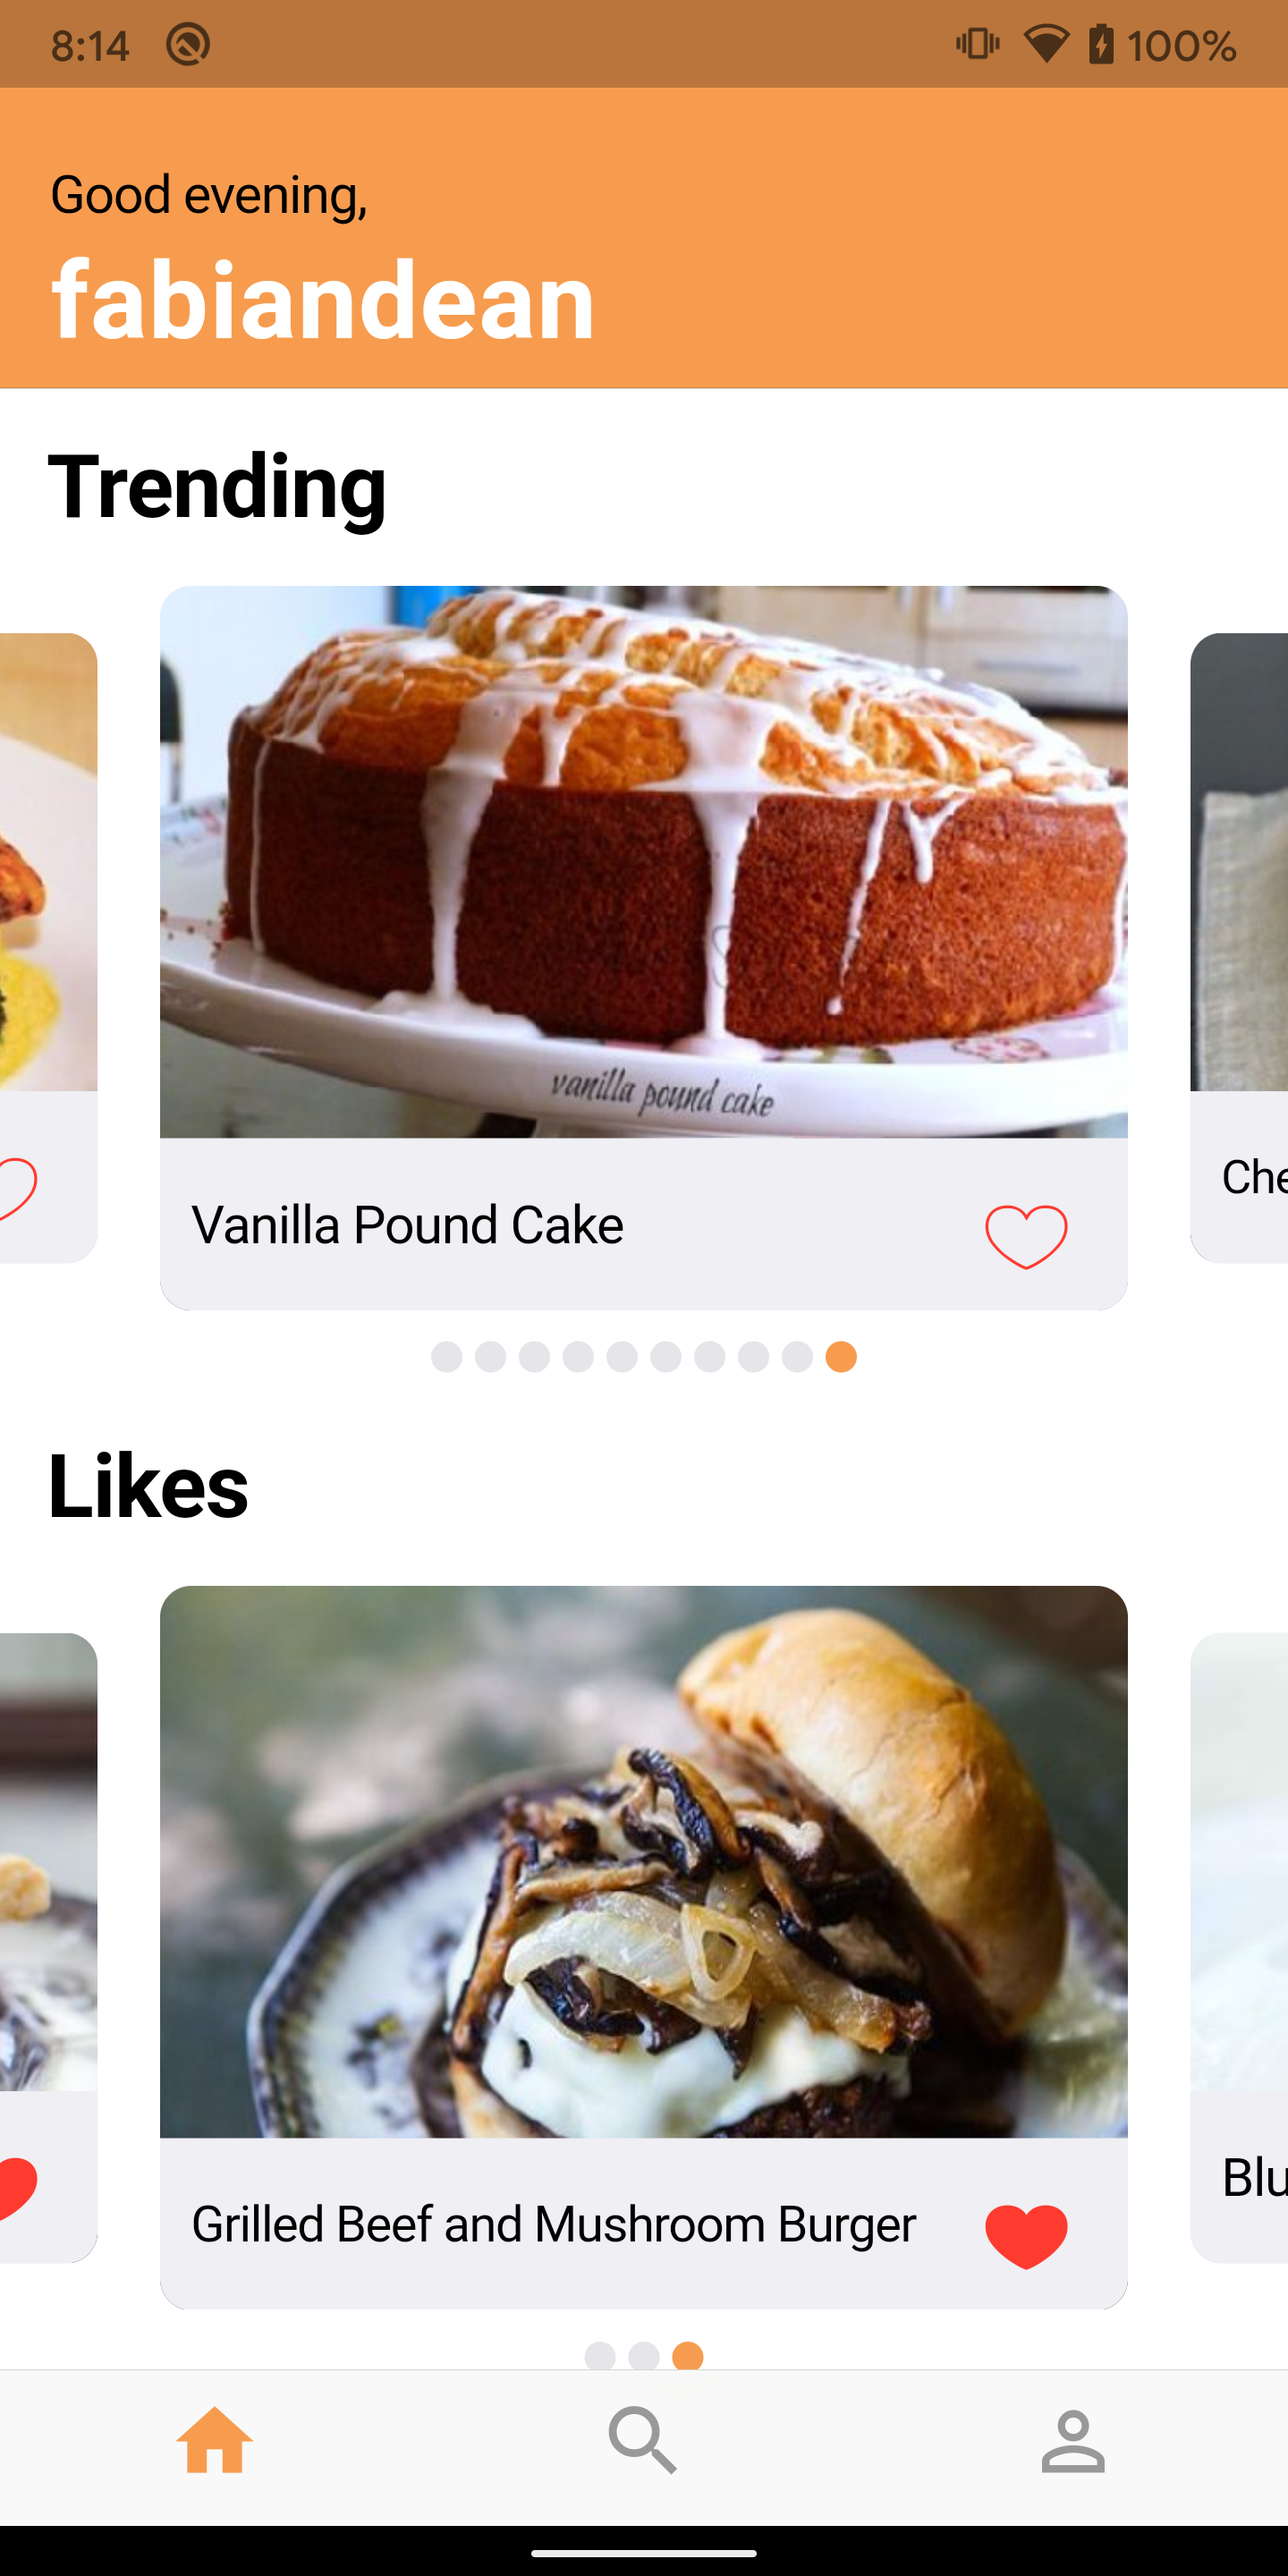 8:14
100%
Good evening,
fabiandean
Trending
vanilla pound cake
Vanilla Pound Cake
Che
Likes
Grilled Beef and Mushroom Burger
Blu